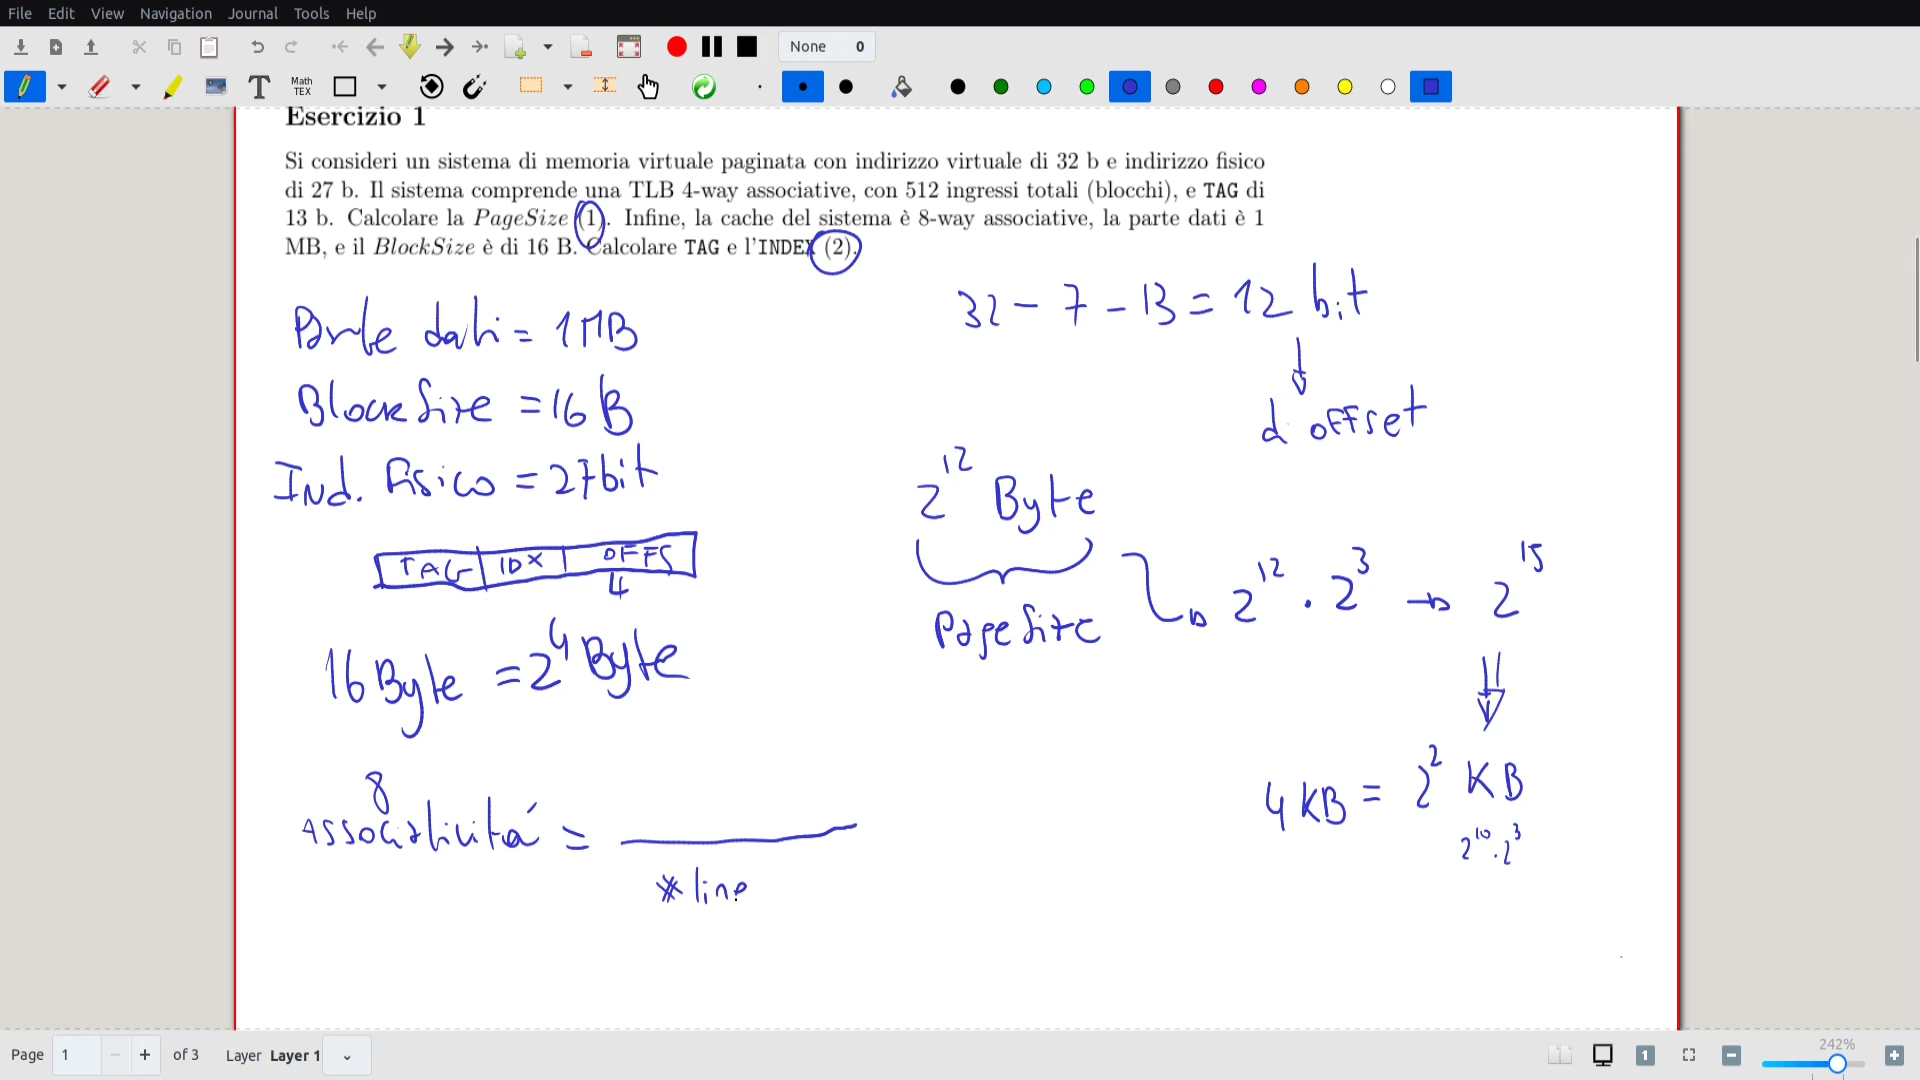 File Edit View Navigation Journal Tools Help
None 0
T Math TEX
Esercizio 1
Si consideri un sistema di memoria virtuale paginata con indirizzo virtuale di 32 b e indirizzo fisico
di 27 b. Il sistema comprende una TLB 4-way associative, con 512 ingressi totali (blocchi), e TAG di
13 b. Calcolare la PageSize (1). Infine, la cache del sistema è 8-way associative, la parte dati è 1
MB, e il BlockSize è di 16 B. Calcolare TAG e l'INDEX (2).
Parte dati = 1MB
BlockSize = 16 B
Ind. Fisico = 27bit
TAG IDX OFFS
4
16 Byte = 2^4 Byte
8
Associatività =
* line
32 - 7 - 13 = 12 bit
d offset
2^12 Byte
PageSize
2^12 . 2^3 → 2^15
4 KB = 2^2 KB
2^10 . 2^3
Page 1 of 3 Layer Layer 1
1
242%